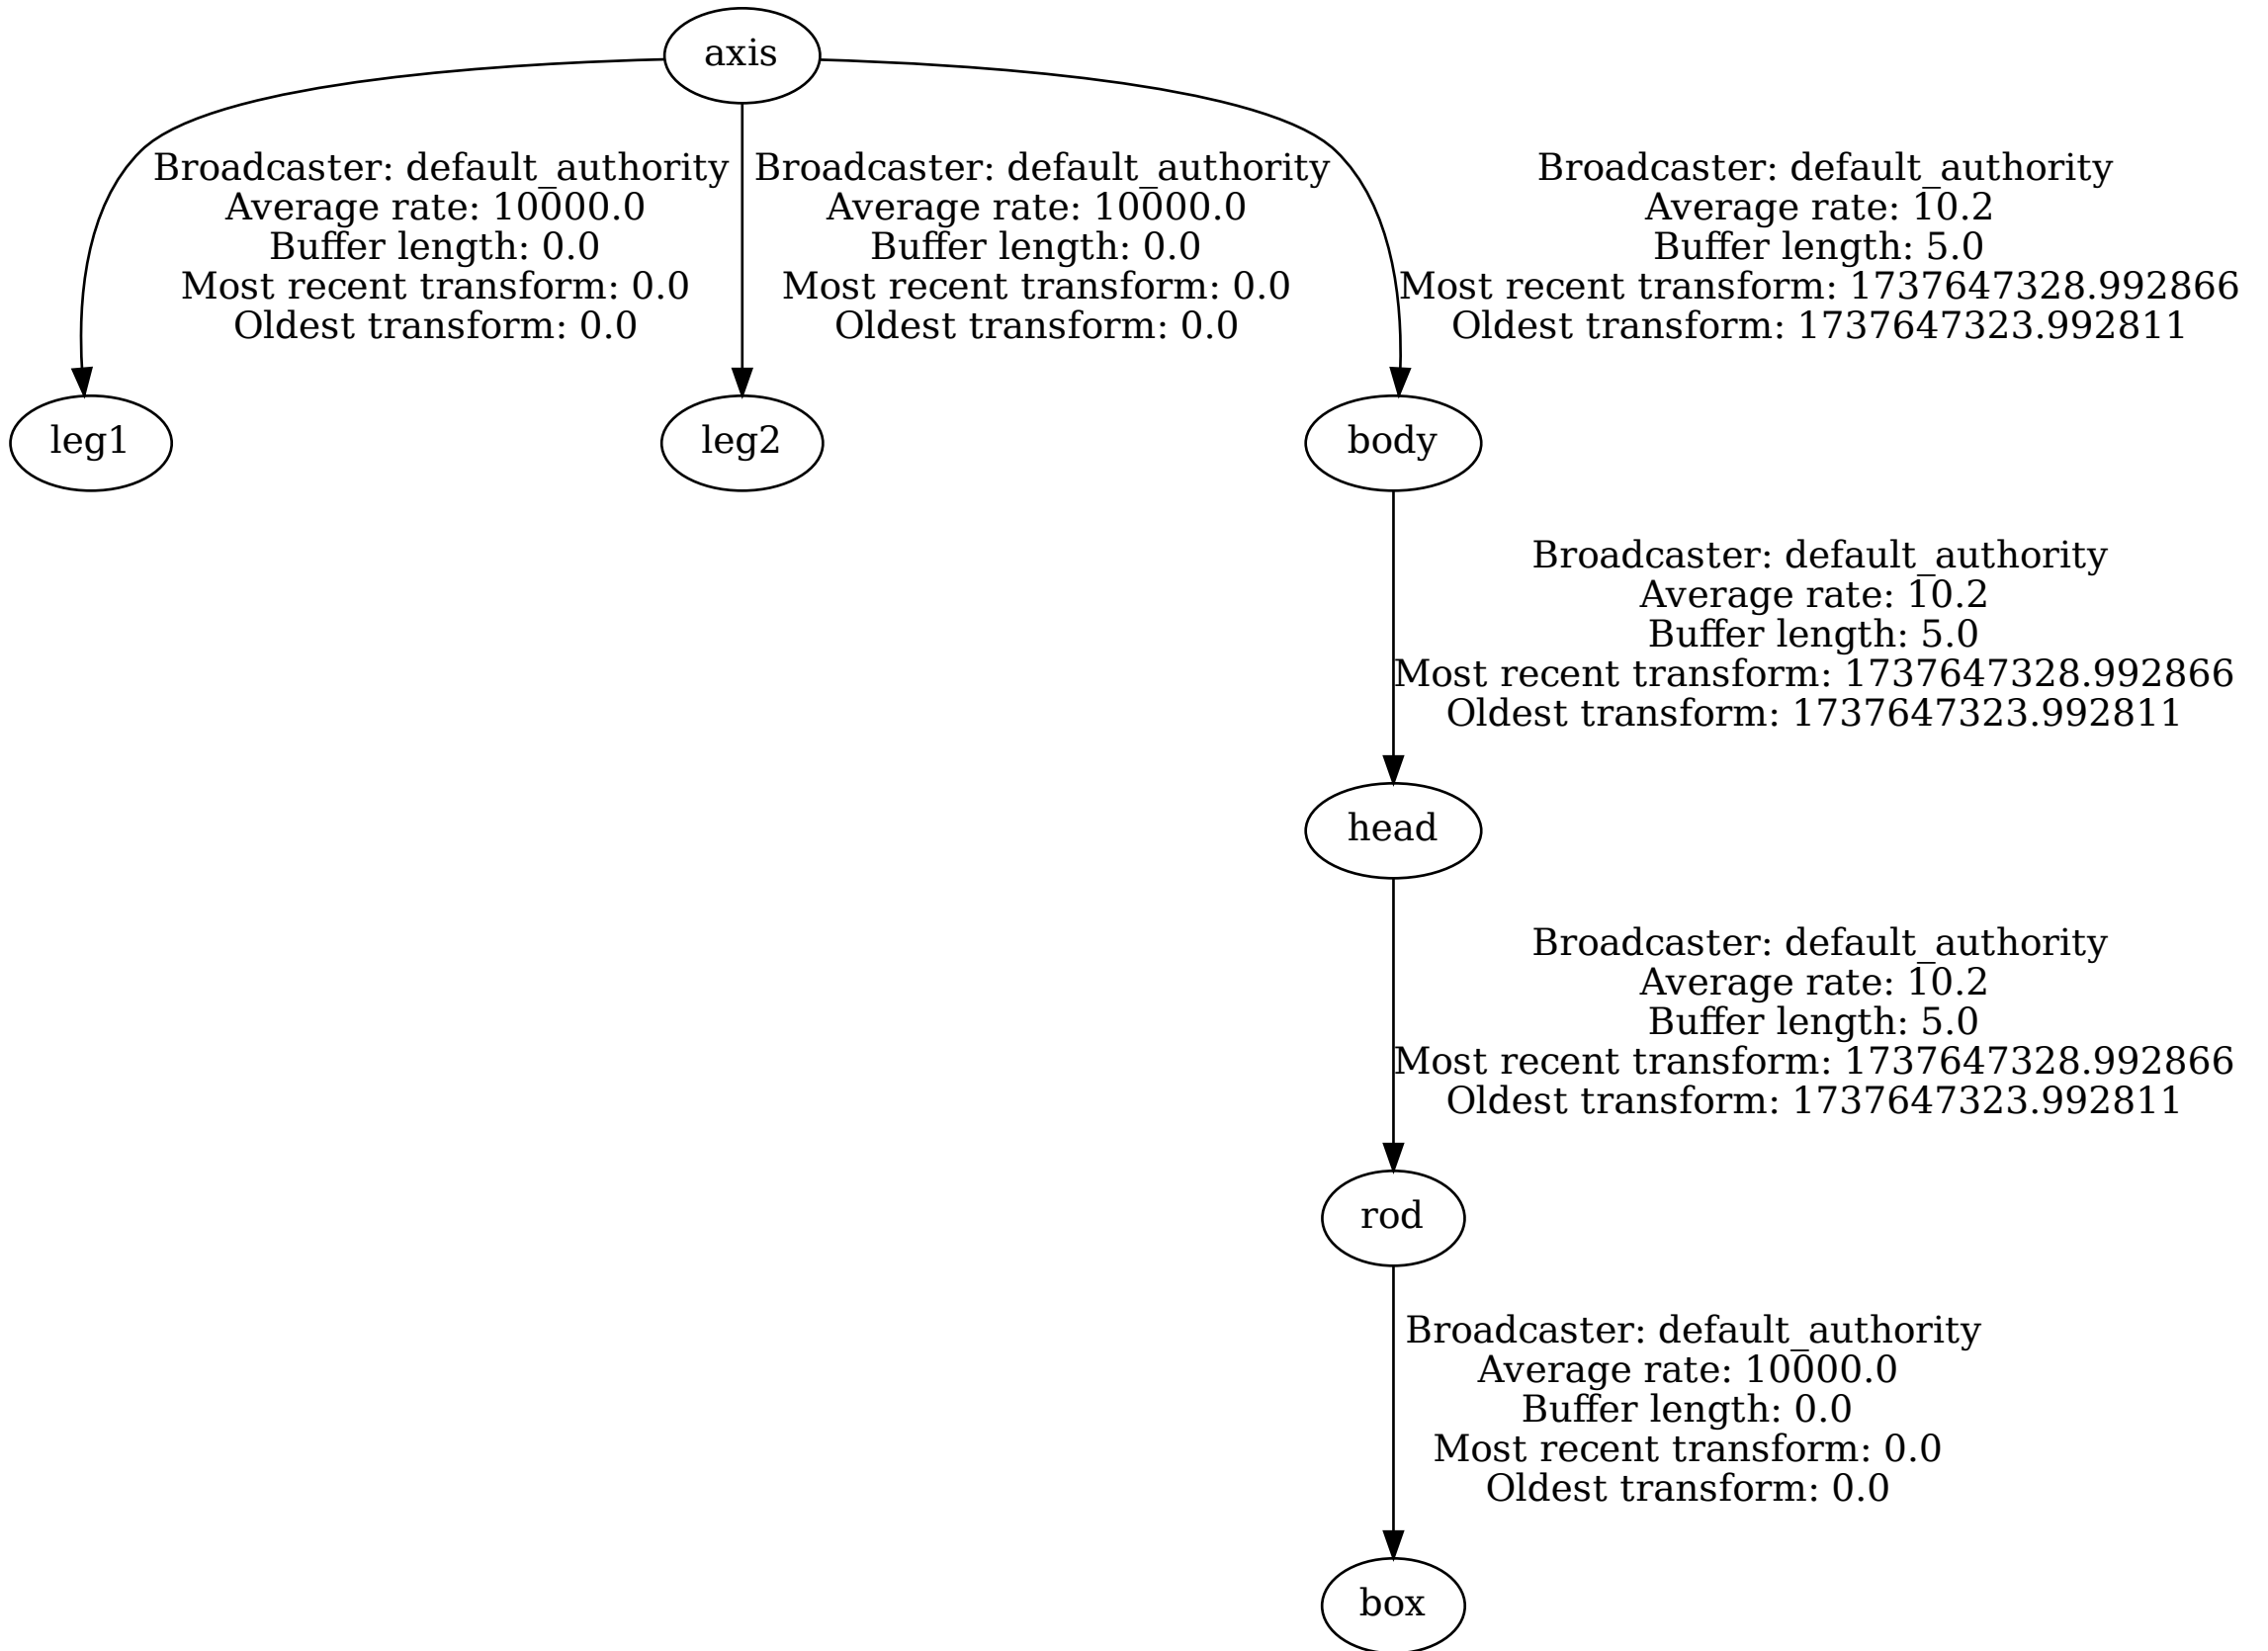 axis
Broadcaster: default_authority
Average rate: 10000.0
Buffer length: 0.0
Most recent transform: 0.0
Oldest transform: 0.0
Broadcaster: default_authority
Average rate: 10000.0
Buffer length: 0.0
Most recent transform: 0.0
Oldest transform: 0.0
Broadcaster: default_authority
Average rate: 10.2
Buffer length: 5.0
Most recent transform: 1737647328.992866
Oldest transform: 1737647323.992811
leg1
leg2
body
Broadcaster: default_authority
Average rate: 10.2
Buffer length: 5.0
Most recent transform: 1737647328.992866
Oldest transform: 1737647323.992811
head
Broadcaster: default_authority
Average rate: 10.2
Buffer length: 5.0
Most recent transform: 1737647328.992866
Oldest transform: 1737647323.992811
rod
Broadcaster: default_authority
Average rate: 10000.0
Buffer length: 0.0
Most recent transform: 0.0
Oldest transform: 0.0
box